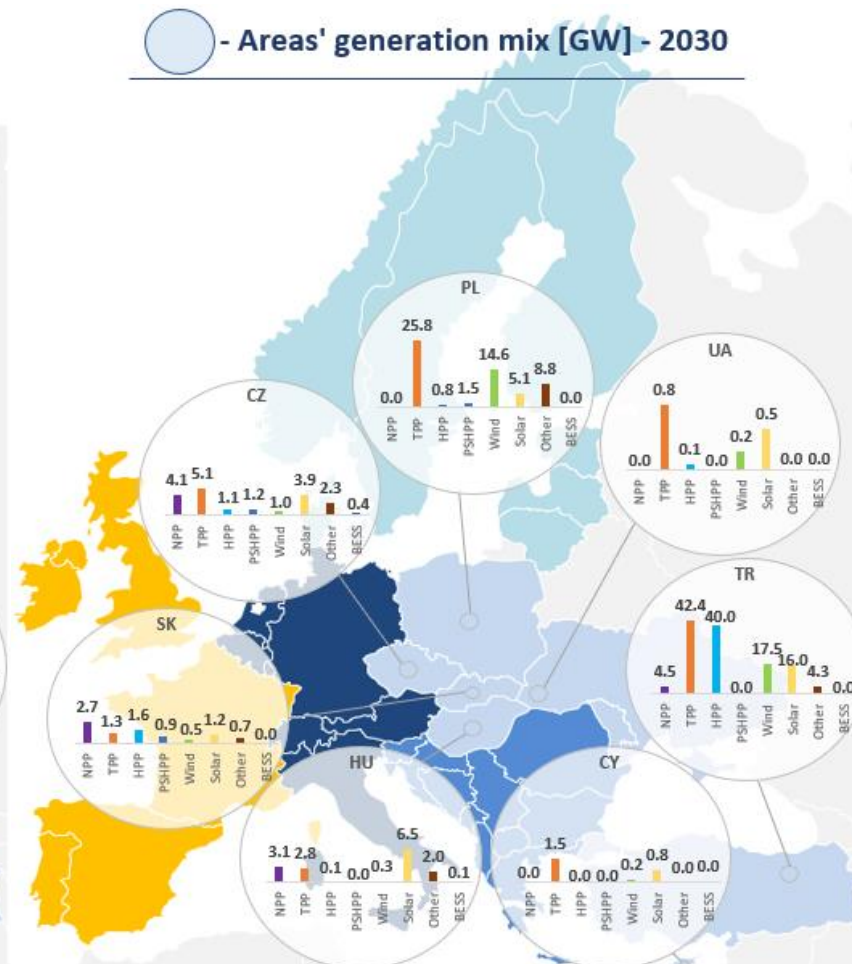 - Areas' generation mix [GW] - 2030
PL
25.8
14.6
8.8
5.1
0.0 0.8 1.5 0.0
NPP TPP HPP PSHPP Wind Solar Other BESS
UA
0.8
0.5
0.2
0.0 0.1 0.0 0.0 0.0
NPP TPP HPP PSHPP Wind Solar Other BESS
CZ
4.1 5.1 1.1 1.2 1.0 3.9 2.3 0.4
NPP TPP HPP PSHPP Wind Solar Other BESS
TR
42.4 40.0
17.5 16.0
4.5 0.0 4.3 0.0
NPP TPP HPP PSHPP Wind Solar Other BESS
SK
2.7 1.3 1.6 0.9 0.5 1.2 0.7 0.0
NPP TPP HPP PSHPP Wind Solar Other BESS
HU
6.5
3.1 2.8 0.1 0.0 0.3 2.0 0.1
NPP TPP HPP PSHPP Wind Solar Other BESS
CY
1.5
0.0 0.0 0.0 0.2 0.8 0.0 0.0
NPP TPP HPP PSHPP Wind Solar Other BESS